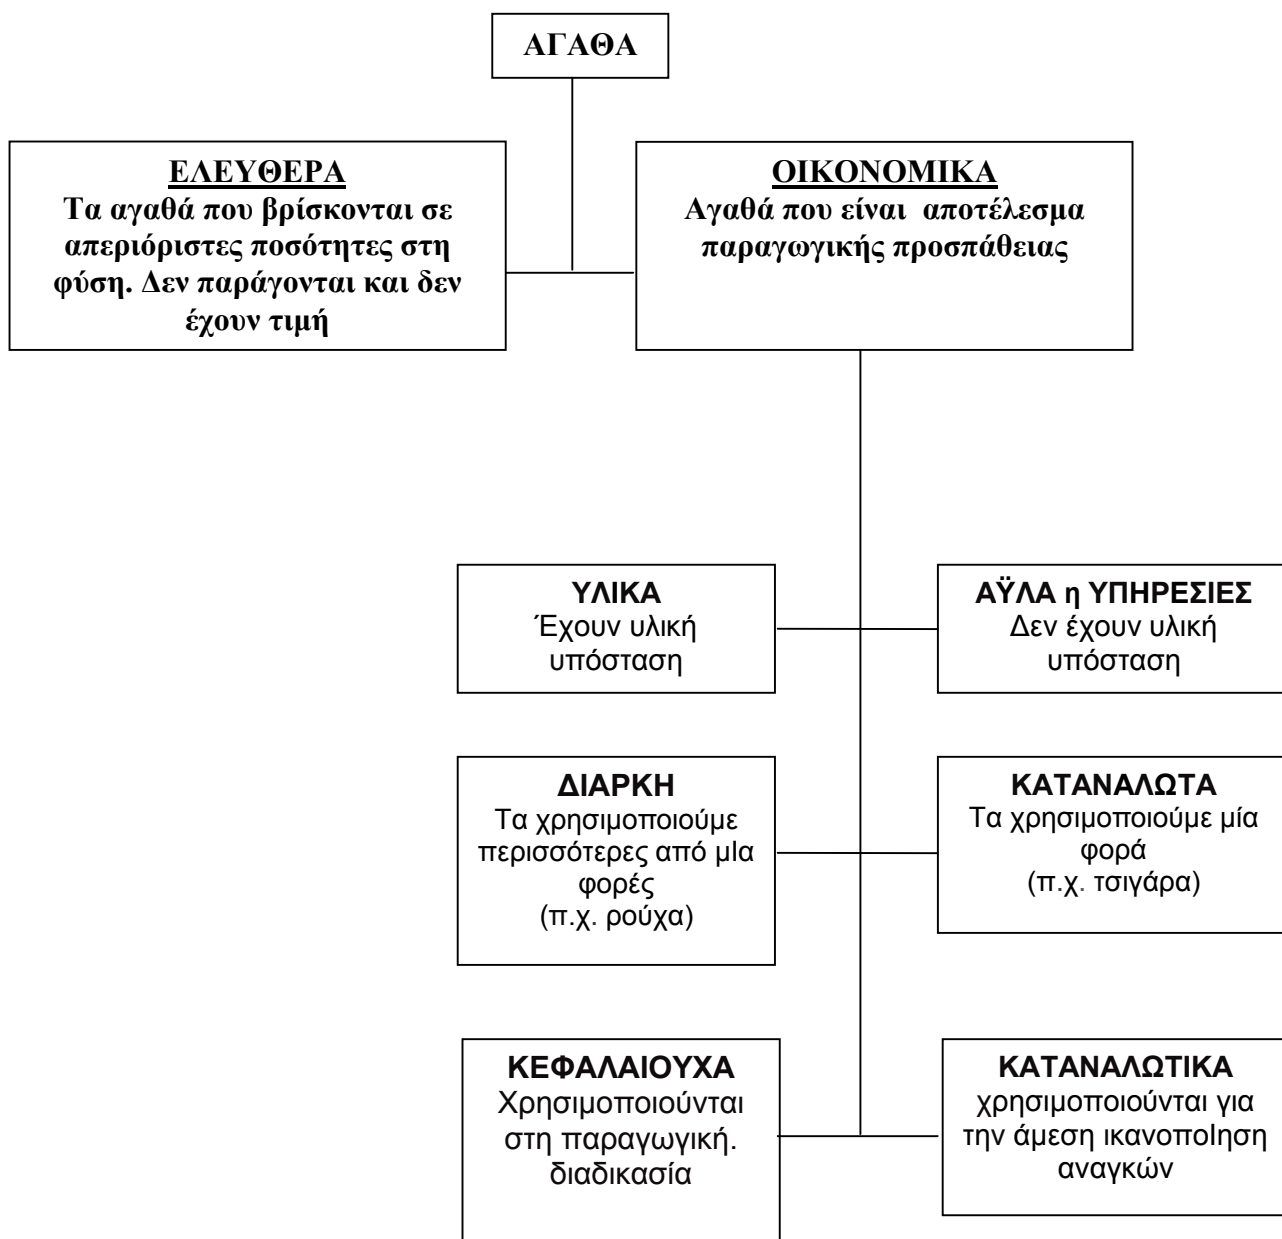 ΑΓΑΘΑ
ΕΛΕΥΘΕΡΑ
Τα αγαθά που βρίσκονται σε
απεριόριστες ποσότητες στη
φύση. Δεν παράγονται και δεν
έχουν τιμή
ΟΙΚΟΝΟΜΙΚΑ
Αγαθά που είναι  αποτέλεσμα
παραγωγικής προσπάθειας
ΥΛΙΚΑ
Έχουν υλική
υπόσταση
ΑΫΛΑ η ΥΠΗΡΕΣΙΕΣ
Δεν έχουν υλική
υπόσταση
ΔΙΑΡΚΗ
Τα χρησιμοποιούμε
περισσότερες από μΙα
φορές
(π.χ. ρούχα)
ΚΑΤΑΝΑΛΩΤΑ
Τα χρησιμοποιούμε μία
φορά
(π.χ. τσιγάρα)
ΚΕΦΑΛΑΙΟΥΧΑ
Χρησιμοποιούνται
στη παραγωγική.
διαδικασία
ΚΑΤΑΝΑΛΩΤΙΚΑ
χρησιμοποιούνται για
την άμεση ικανοποΙηση
αναγκών